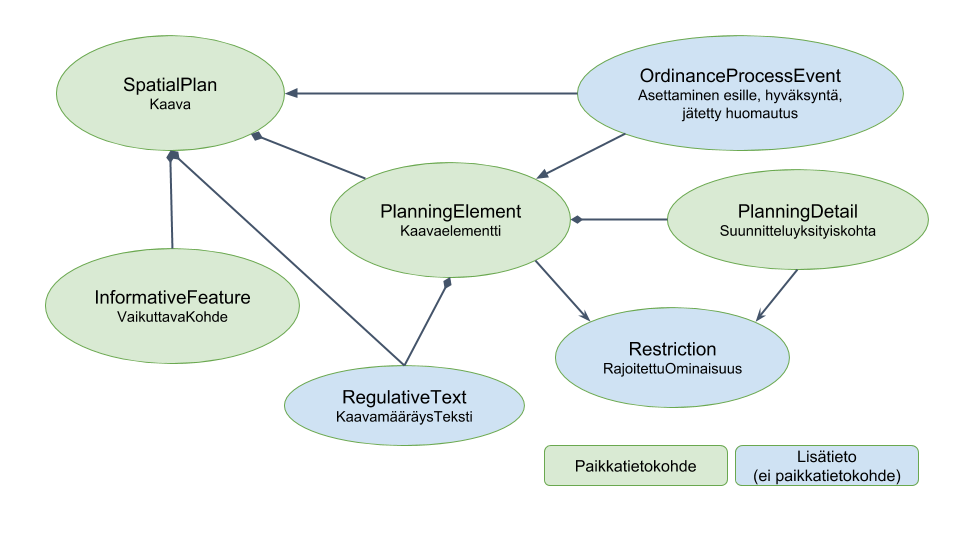 SpatialPlan
Kaava
OrdinanceProcessEvent
Asettaminen esille, hyväksyntä,
jätetty huomautus
PlanningElement
Kaavaelementti
PlanningDetail
Suunnitteluyksityiskohta
InformativeFeature
VaikuttavaKohde
Restriction
RajoitettuOminaisuus
RegulativeText
KaavamääräysTeksti
Paikkatietokohde
Lisätieto
(ei paikkatietokohde)